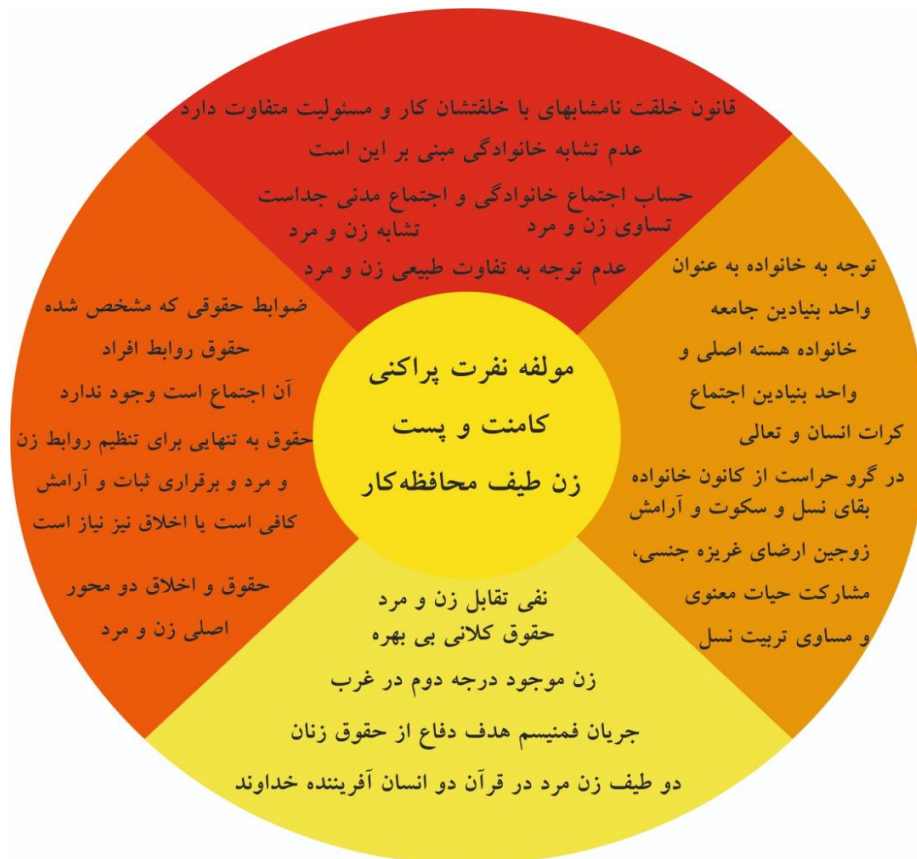 قانون خلقت نامشابهای با خلقتشان کار و مسئولیت متفاوت دارد
عدم تشابه خانوادگی مبنی بر این است
حساب اجتماع خانوادگی و اجتماع مدنی جداست
تساوی زن و مرد تشابه زن و مرد
عدم توجه به تفاوت طبیعی زن و مرد
توجه به خانواده به عنوان
واحد بنیادین جامعه
خانواده هسته اصلی و
واحد بنیادین اجتماع
کرات انسان و تعالی
در گرو حراست از کانون خانواده
بقای نسل و سکوت و آرامش
زوجین ارضای غریزه جنسی،
مشارکت حیات معنوی
و مساوی تربیت نسل
مولفه نفرت پراکنی
کامنت و پست
زن طیف محافظه‌کار
ضوابط حقوقی که مشخص شده
حقوق روابط افراد
آن اجتماع است وجود ندارد
حقوق به تنهایی برای تنظیم روابط زن
و مرد و برقراری ثبات و آرامش
کافی است یا اخلاق نیز نیاز است
حقوق و اخلاق دو محور
اصلی زن و مرد
نفی تقابل زن و مرد
حقوق کلانی بی بهره
زن موجود درجه دوم در غرب
جریان فمنیسم هدف دفاع از حقوق زنان
دو طیف زن مرد در قرآن دو انسان آفریننده خداوند